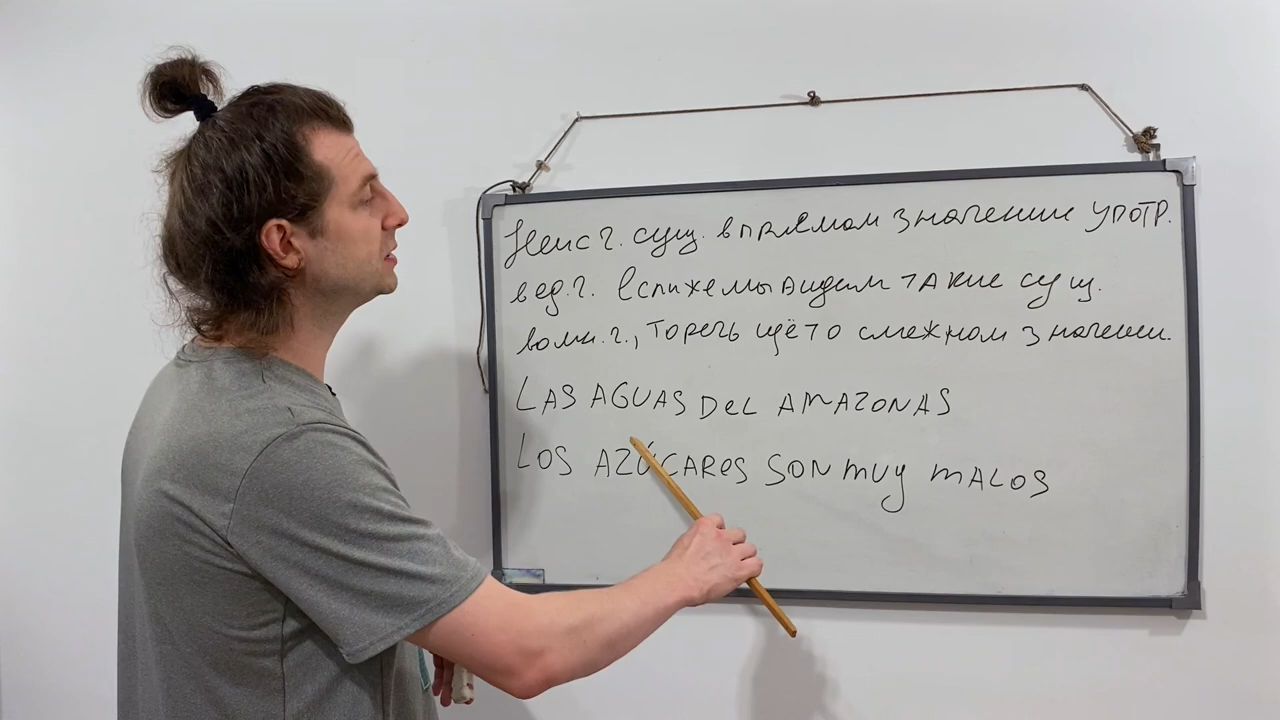 Неисч. сущ. в прямом значении употр.
в ед.ч. Если же мы видим такие сущ.
во мн.ч., то речь идёт о смежном значении.
LAS AGUAS DEL AMAZONAS
LOS AZÚCARES SON MUY MALOS